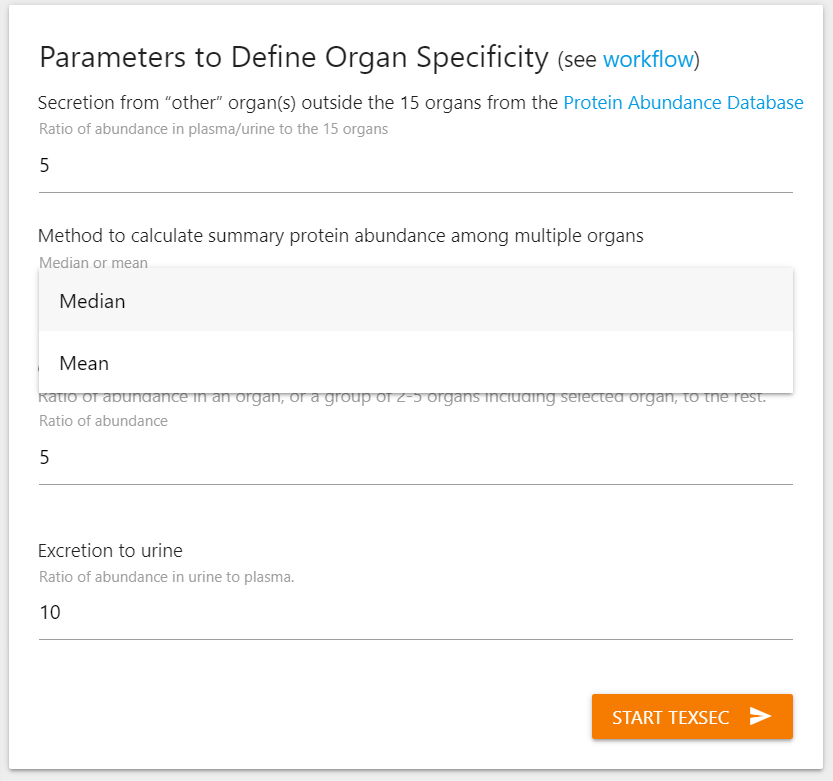 Parameters to Define Organ Specificity (see workflow)
Secretion from “other” organ(s) outside the 15 organs from the Protein Abundance Database
Ratio of abundance in plasma/urine to the 15 organs
5
Method to calculate summary protein abundance among multiple organs
Median or mean
Median
Mean
Ratio of abundance in an organ, or a group of 2-5 organs including selected organ, to the rest.
Ratio of abundance
5
Excretion to urine
Ratio of abundance in urine to plasma.
10
START TEXSEC